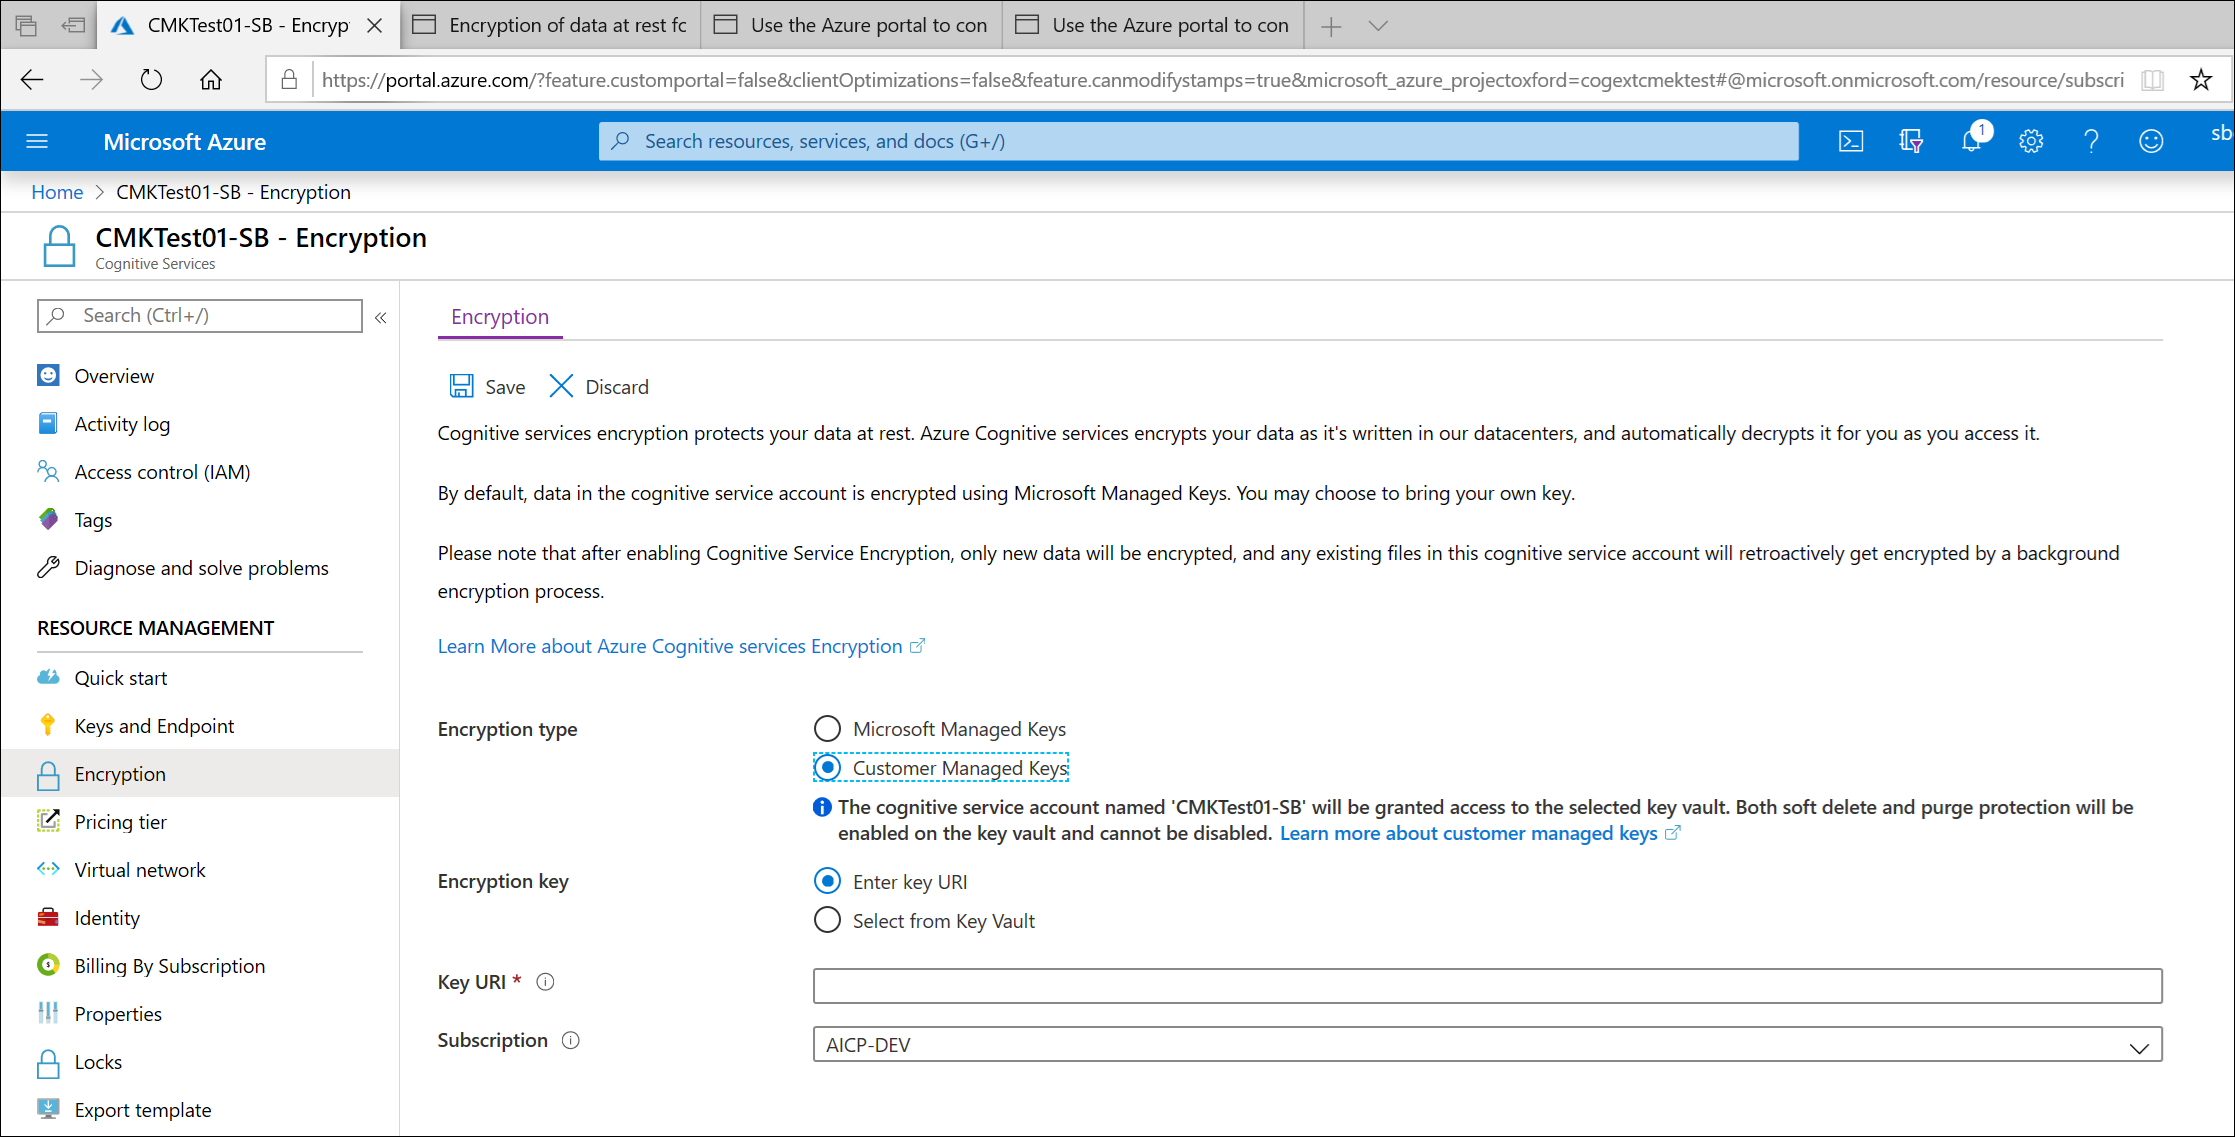 CMKTest01-SB - Encryp
Encryption of data at rest fc
Use the Azure portal to con
Use the Azure portal to con
https://portal.azure.com/?feature.customportal=false&clientOptimizations=false&feature.canmodifystamps=true&microsoft_azure_projectoxford=cogextcmektest#@microsoft.onmicrosoft.com/resource/subscri
Microsoft Azure
Search resources, services, and docs (G+/)
1
sb
Home > CMKTest01-SB - Encryption
CMKTest01-SB - Encryption
Cognitive Services
Search (Ctrl+/)
«
Overview
Activity log
Access control (IAM)
Tags
Diagnose and solve problems
RESOURCE MANAGEMENT
Quick start
Keys and Endpoint
Encryption
Pricing tier
Virtual network
Identity
Billing By Subscription
Properties
Locks
Export template
Encryption
Save
Discard
Cognitive services encryption protects your data at rest. Azure Cognitive services encrypts your data as it's written in our datacenters, and automatically decrypts it for you as you access it.
By default, data in the cognitive service account is encrypted using Microsoft Managed Keys. You may choose to bring your own key.
Please note that after enabling Cognitive Service Encryption, only new data will be encrypted, and any existing files in this cognitive service account will retroactively get encrypted by a background
encryption process.
Learn More about Azure Cognitive services Encryption
Encryption type
Microsoft Managed Keys
Customer Managed Keys
The cognitive service account named 'CMKTest01-SB' will be granted access to the selected key vault. Both soft delete and purge protection will be
enabled on the key vault and cannot be disabled. Learn more about customer managed keys
Encryption key
Enter key URI
Select from Key Vault
Key URI *
Subscription
AICP-DEV